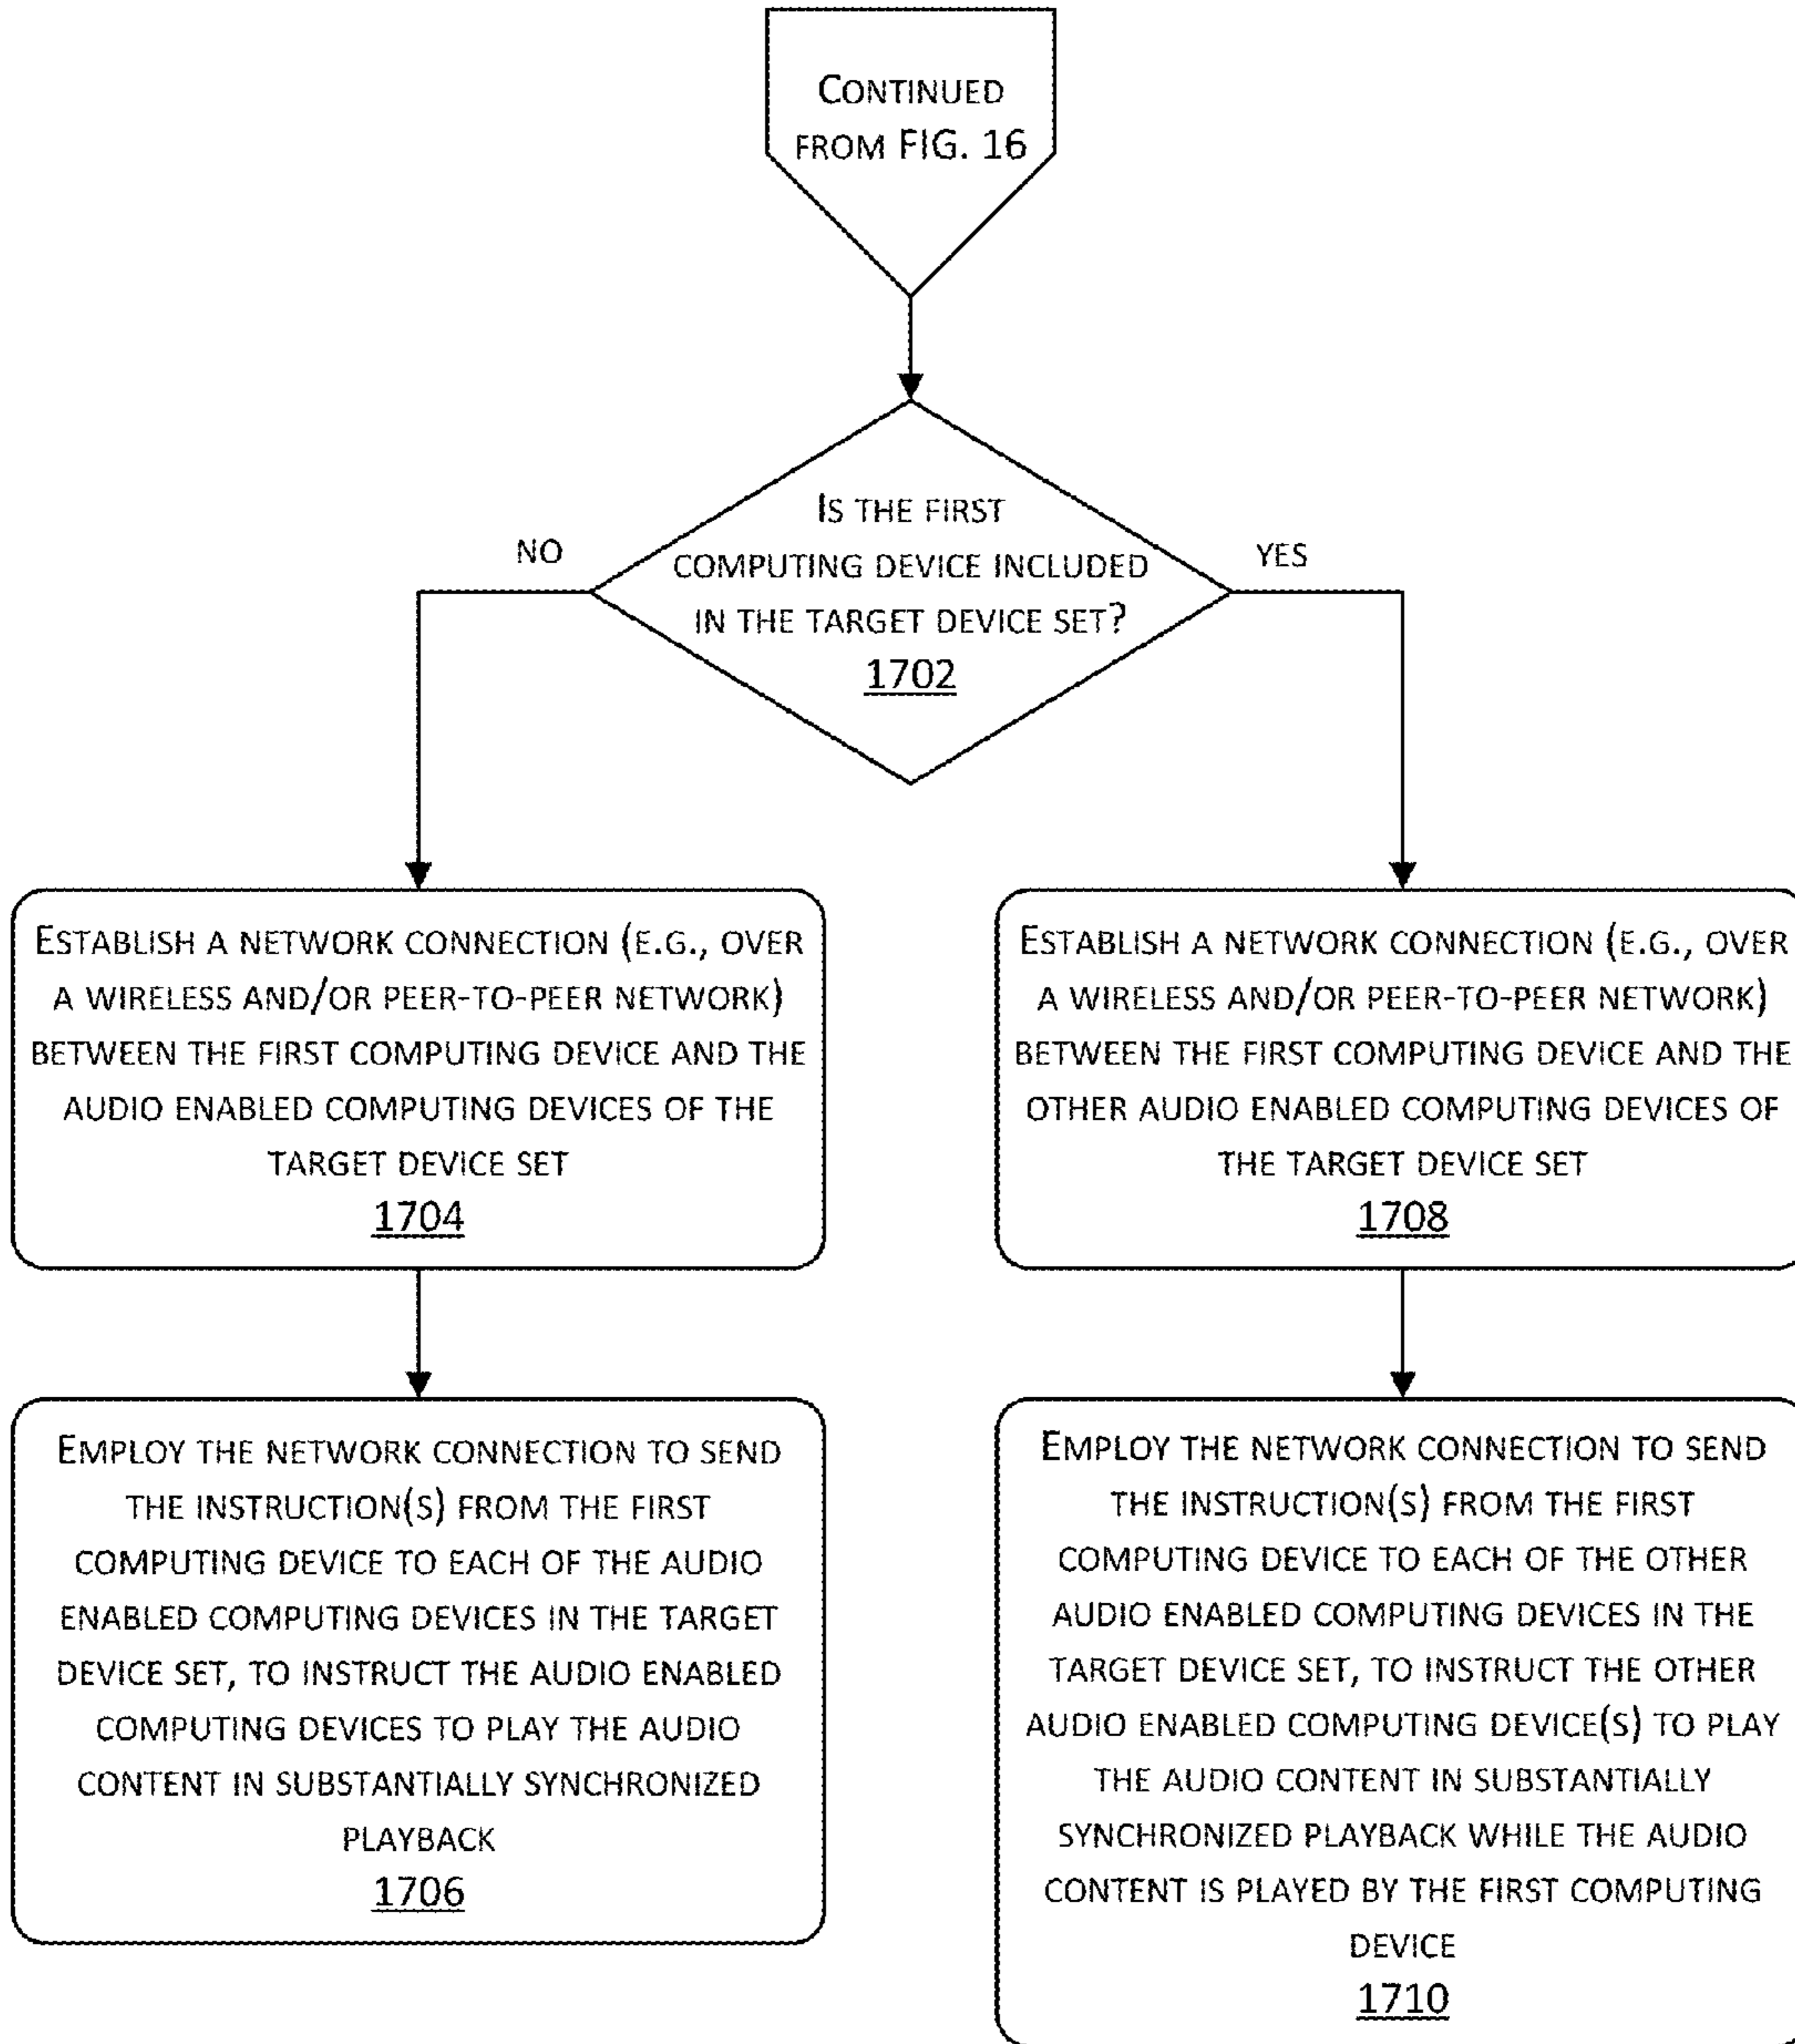 CONTINUED
FROM FIG. 16
IS THE FIRST
COMPUTING DEVICE INCLUDED
IN THE TARGET DEVICE SET?
1702
NO
YES
ESTABLISH A NETWORK CONNECTION (E.G., OVER
A WIRELESS AND/OR PEER-TO-PEER NETWORK)
BETWEEN THE FIRST COMPUTING DEVICE AND THE
AUDIO ENABLED COMPUTING DEVICES OF THE
TARGET DEVICE SET
1704
ESTABLISH A NETWORK CONNECTION (E.G., OVER
A WIRELESS AND/OR PEER-TO-PEER NETWORK)
BETWEEN THE FIRST COMPUTING DEVICE AND THE
OTHER AUDIO ENABLED COMPUTING DEVICES OF
THE TARGET DEVICE SET
1708
EMPLOY THE NETWORK CONNECTION TO SEND
THE INSTRUCTION(S) FROM THE FIRST
COMPUTING DEVICE TO EACH OF THE AUDIO
ENABLED COMPUTING DEVICES IN THE TARGET
DEVICE SET, TO INSTRUCT THE AUDIO ENABLED
COMPUTING DEVICES TO PLAY THE AUDIO
CONTENT IN SUBSTANTIALLY SYNCHRONIZED
PLAYBACK
1706
EMPLOY THE NETWORK CONNECTION TO SEND
THE INSTRUCTION(S) FROM THE FIRST
COMPUTING DEVICE TO EACH OF THE OTHER
AUDIO ENABLED COMPUTING DEVICES IN THE
TARGET DEVICE SET, TO INSTRUCT THE OTHER
AUDIO ENABLED COMPUTING DEVICE(S) TO PLAY
THE AUDIO CONTENT IN SUBSTANTIALLY
SYNCHRONIZED PLAYBACK WHILE THE AUDIO
CONTENT IS PLAYED BY THE FIRST COMPUTING
DEVICE
1710